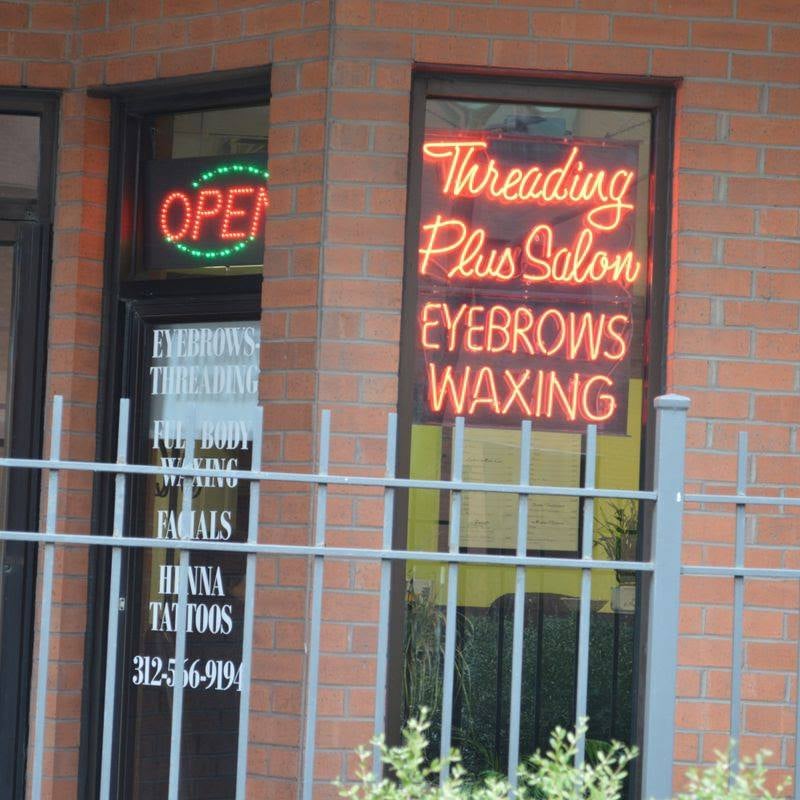 OPEN
EYEBROWS-
THREADING
FULL BODY
WAXING
FACIALS
HENNA
TATTOOS
312-566-9194
Threading
Plus Salon
EYEBROWS
WAXING